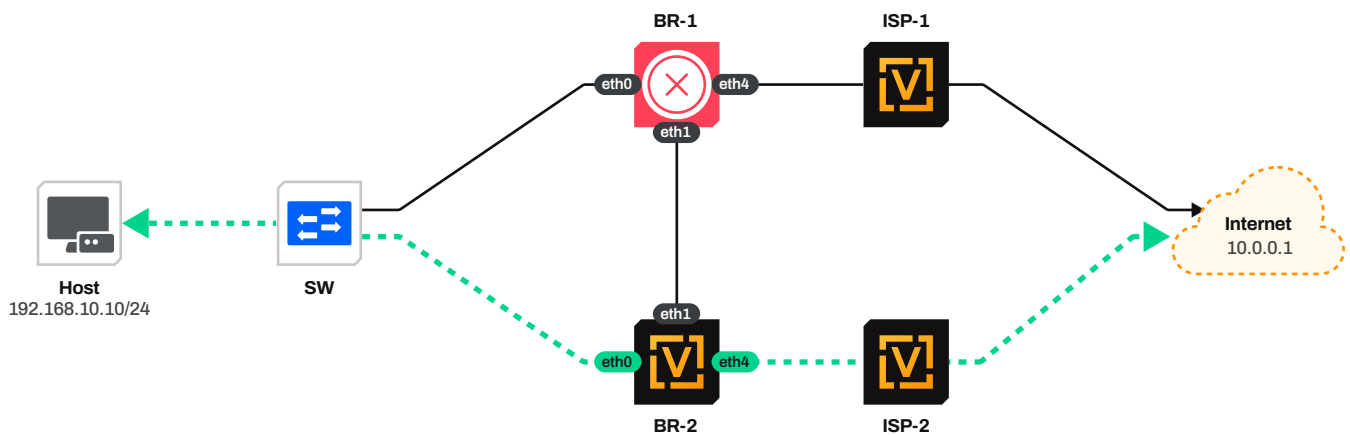 BR-1
ISP-1
eth0
eth4
eth1
Internet
10.0.0.1
Host
192.168.10.10/24
SW
eth1
eth0
eth4
BR-2
ISP-2